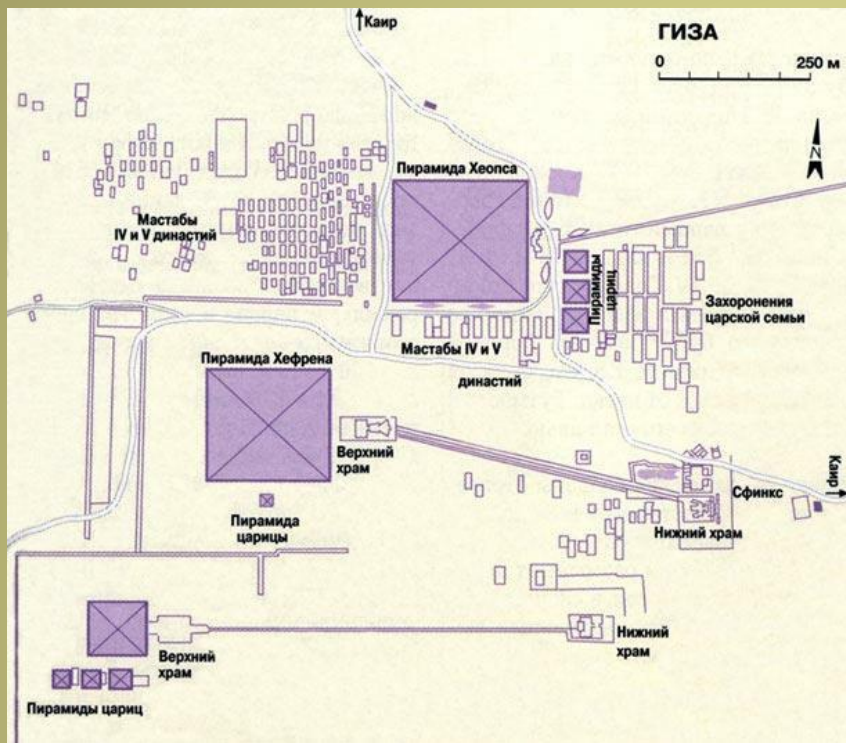 Каир
ГИЗА
0 250 м
N
Пирамида Хеопса
Мастабы
IV и V династий
Пирамиды
цариц
Захоронения
царской семьи
Мастабы IV и V
династий
Пирамида Хефрена
Верхний
храм
Каир
Сфинкс
Нижний храм
Пирамида
царицы
Верхний
храм
Нижний
храм
Пирамиды цариц